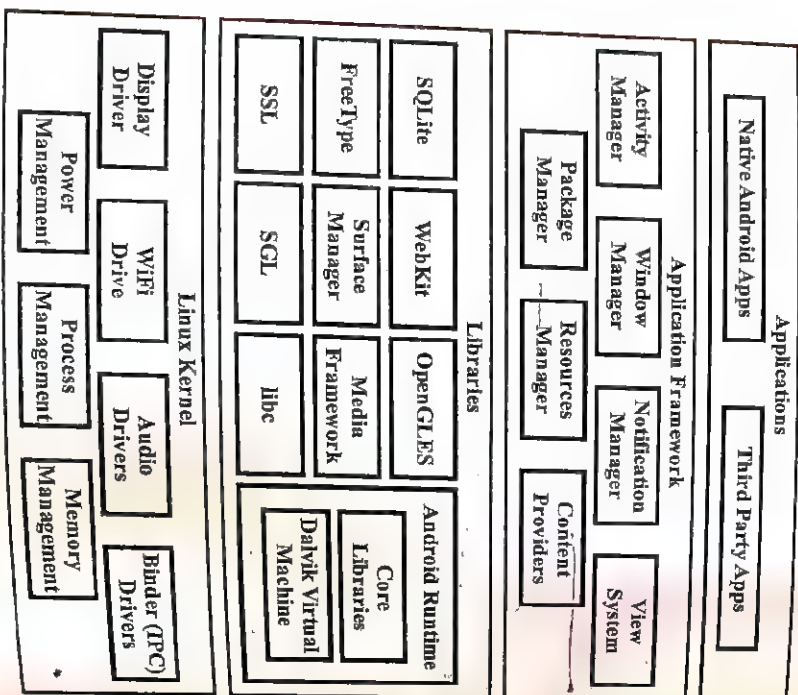 Applications
Native Android Apps
Third Party Apps
Application Framework
Activity
Manager
Window
Manager
Notification
Manager
View
System
Package
Manager
Resources
Manager
Content
Providers
Libraries
SQLite
WebKit
OpenGLES
FreeType
Surface
Manager
Media
Framework
SSL
SGL
libc
Android Runtime
Core
Libraries
Dalvik Virtual
Machine
Linux Kernel
Display
Driver
WiFi
Drive
Audio
Drivers
Binder (IPC)
Drivers
Power
Management
Process
Management
Memory
Management